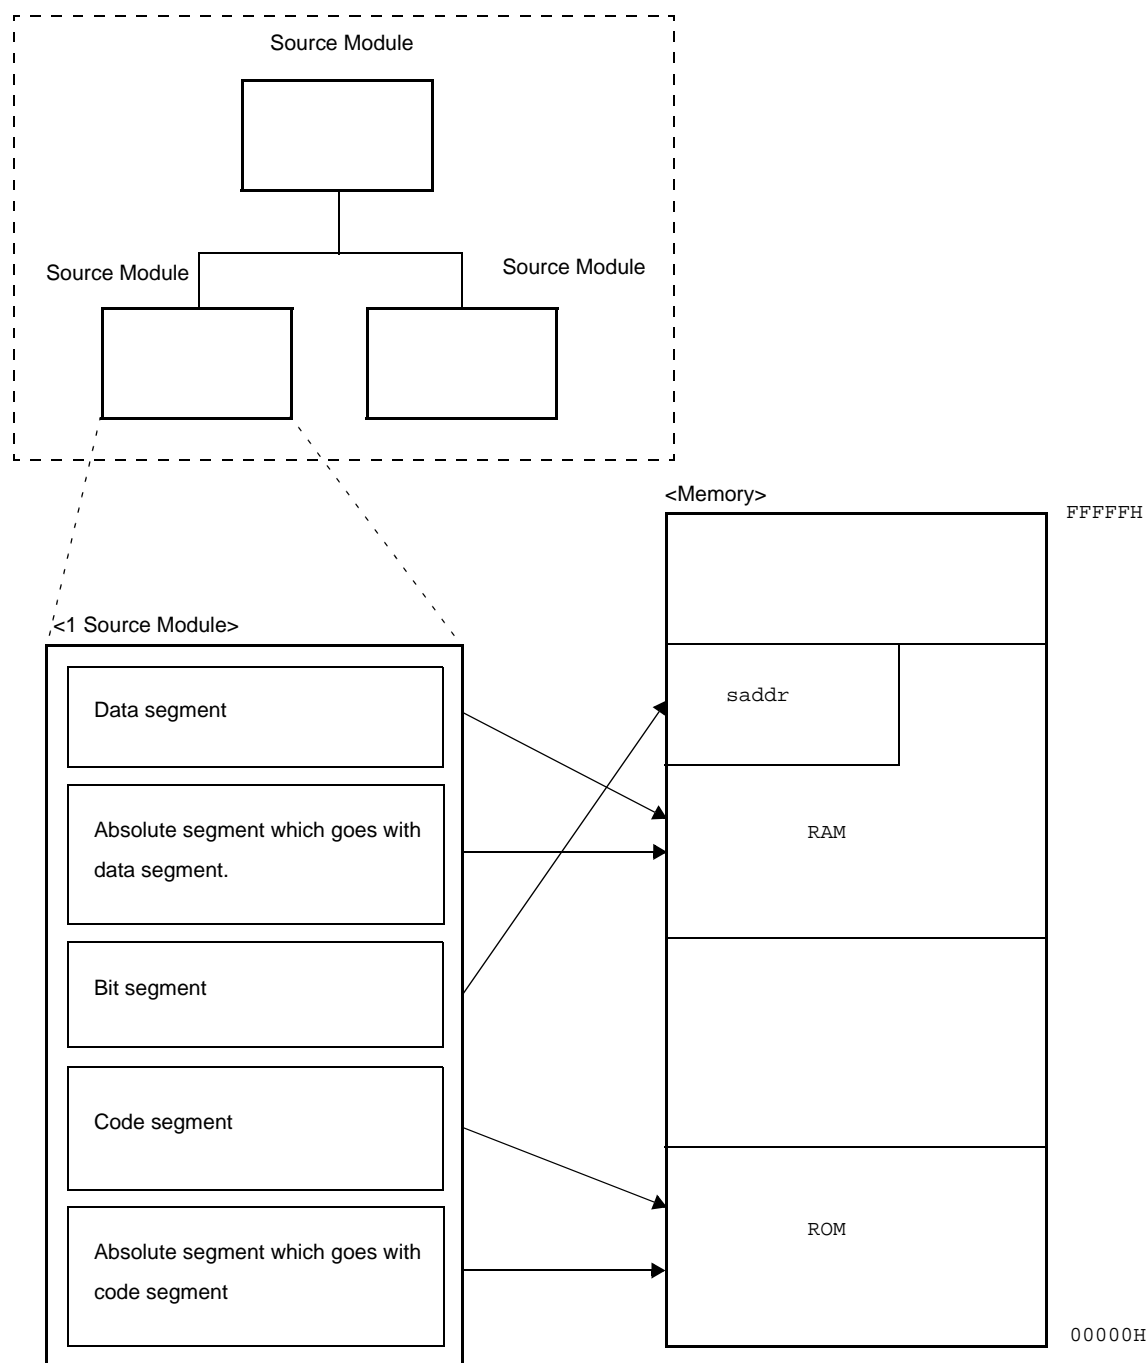 Source Module
Source Module
Source Module
<Memory>
FFFFFH
<1 Source Module>
saddr
Data segment
Absolute segment which goes with
data segment.
RAM
Bit segment
Code segment
ROM
Absolute segment which goes with
code segment
00000H